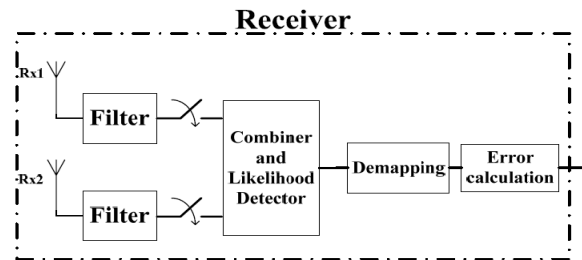 Receiver
Rx1
Filter
Combiner
and
Likelihood
Detector
Demapping
Error
calculation
Rx2
Filter